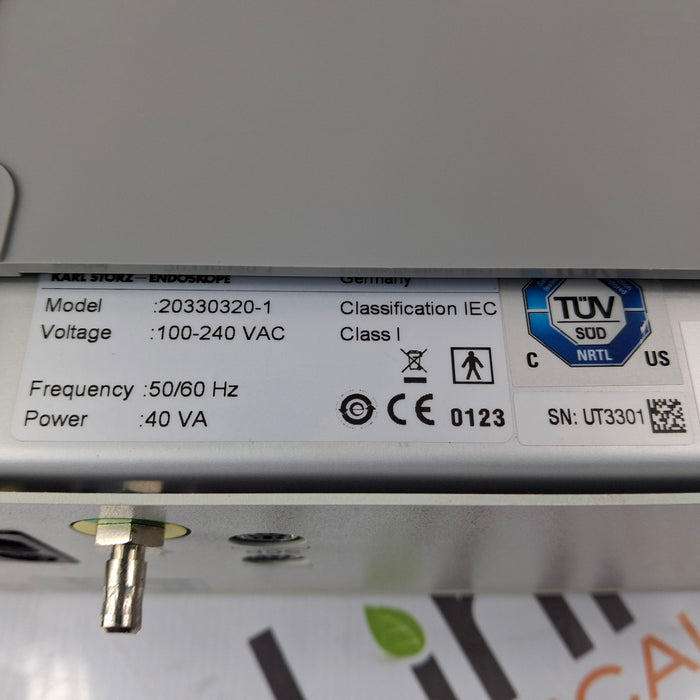 KARL STORZ—ENDOSKOPE
Germany
Model :20330320-1
Classification IEC
Voltage :100-240 VAC
Class I
Frequency :50/60 Hz
Power :40 VA
CE 0123
TÜV
SÜD
NRTL
C US
SN: UT3301